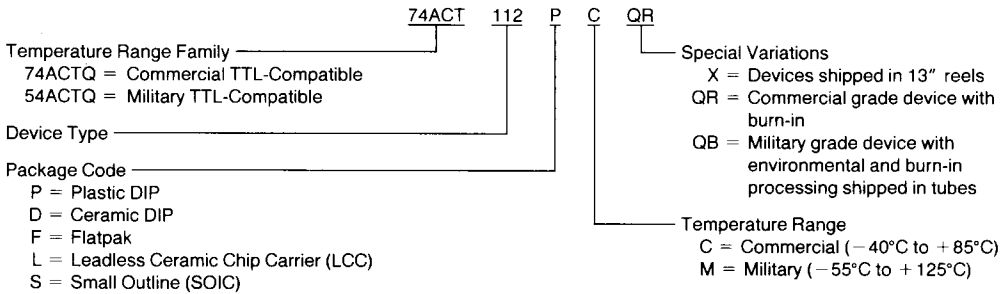 74ACT 112 P C QR
Temperature Range Family
74ACTQ = Commercial TTL-Compatible
54ACTQ = Military TTL-Compatible
Device Type
Package Code
P = Plastic DIP
D = Ceramic DIP
F = Flatpak
L = Leadless Ceramic Chip Carrier (LCC)
S = Small Outline (SOIC)
Special Variations
X = Devices shipped in 13" reels
QR = Commercial grade device with
burn-in
QB = Military grade device with
environmental and burn-in
processing shipped in tubes
Temperature Range
C = Commercial (−40°C to +85°C)
M = Military (−55°C to +125°C)